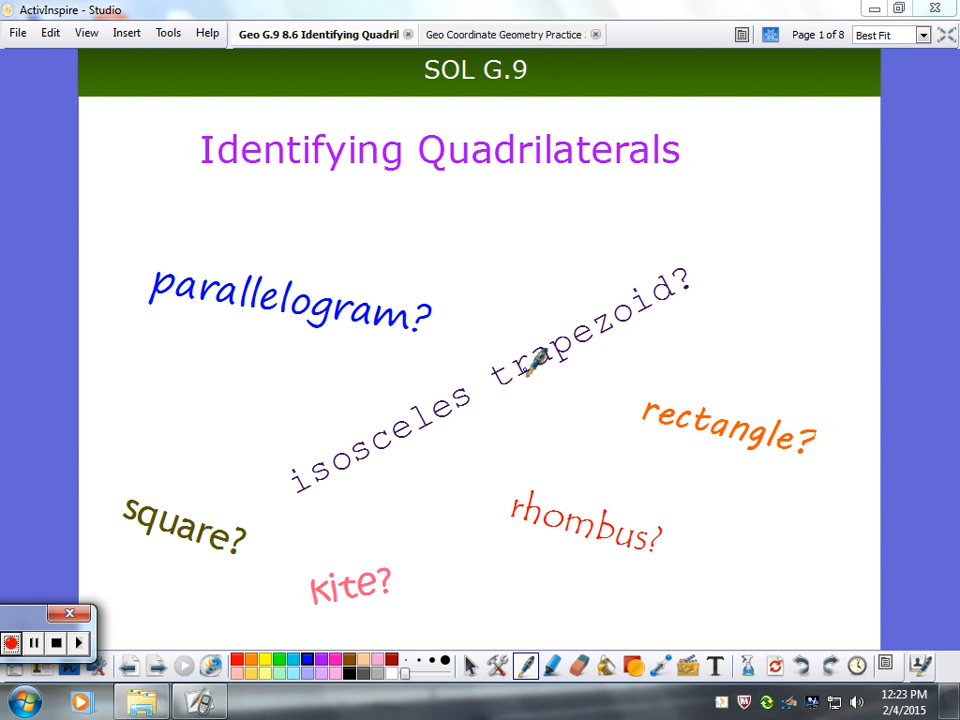 ActivInspire - Studio
File Edit View Insert Tools Help
Geo G.9 8.6 Identifying Quadril
Geo Coordinate Geometry Practice
Page 1 of 8
Best Fit
SOL G.9
Identifying Quadrilaterals
parallelogram?
isosceles trapezoid?
rectangle?
square?
rhombus?
kite?
12:23 PM
2/4/2015